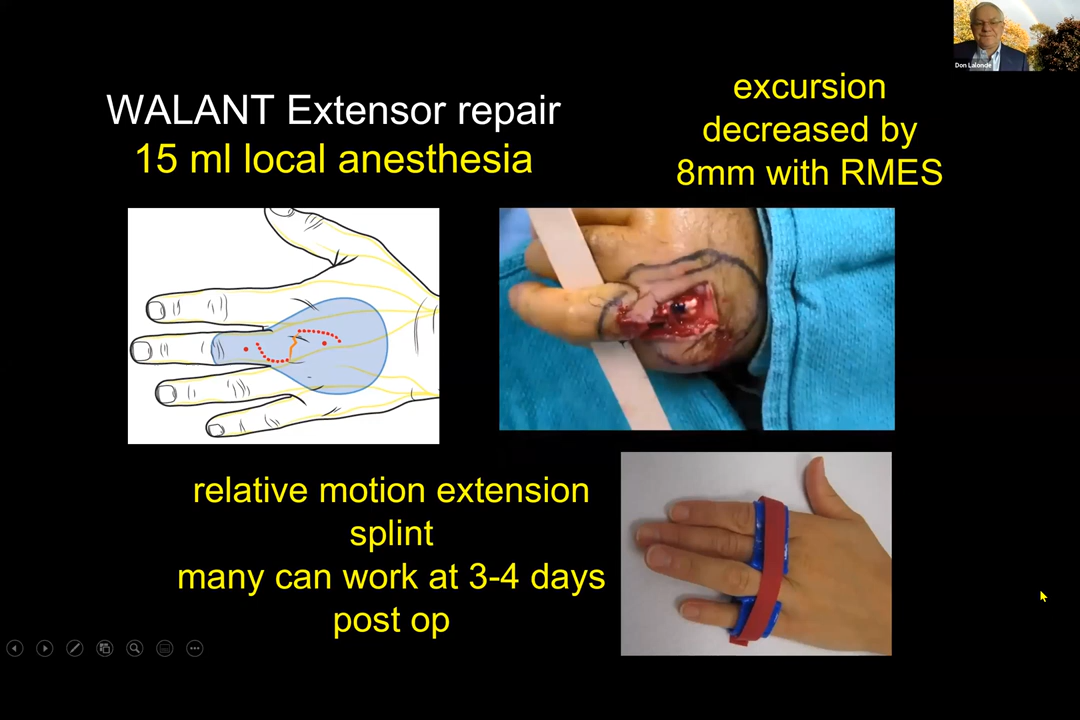 Don Lalonde
WALANT Extensor repair
15 ml local anesthesia
excursion
decreased by
8mm with RMES
relative motion extension
splint
many can work at 3-4 days
post op